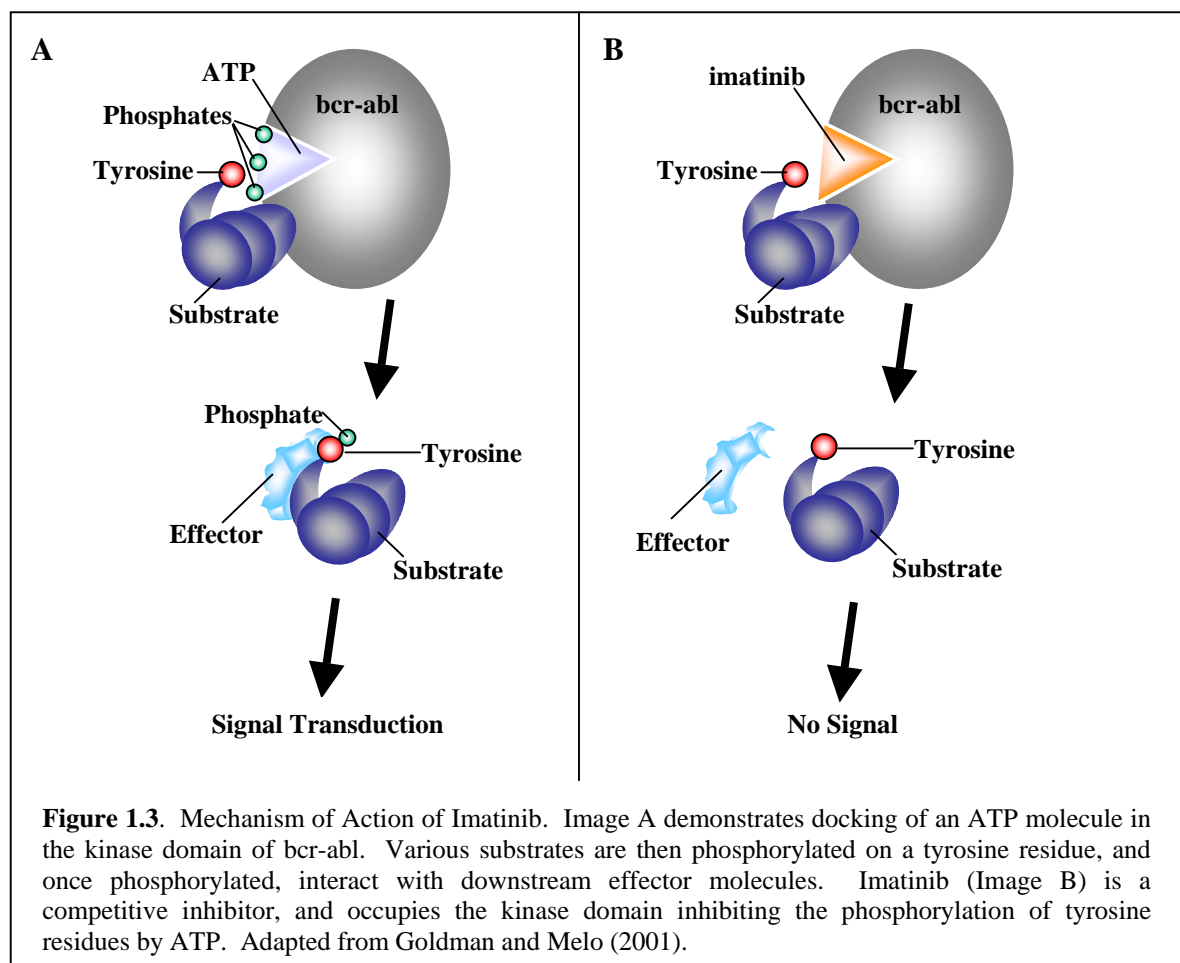 A
ATP
bcr-abl
Phosphates
Tyrosine
Substrate
Phosphate
Tyrosine
Effector
Substrate
Signal Transduction
B
imatinib
bcr-abl
Tyrosine
Substrate
Tyrosine
Effector
Substrate
No Signal
Figure 1.3. Mechanism of Action of Imatinib. Image A demonstrates docking of an ATP molecule in
the kinase domain of bcr-abl. Various substrates are then phosphorylated on a tyrosine residue, and
once phosphorylated, interact with downstream effector molecules. Imatinib (Image B) is a
competitive inhibitor, and occupies the kinase domain inhibiting the phosphorylation of tyrosine
residues by ATP. Adapted from Goldman and Melo (2001).